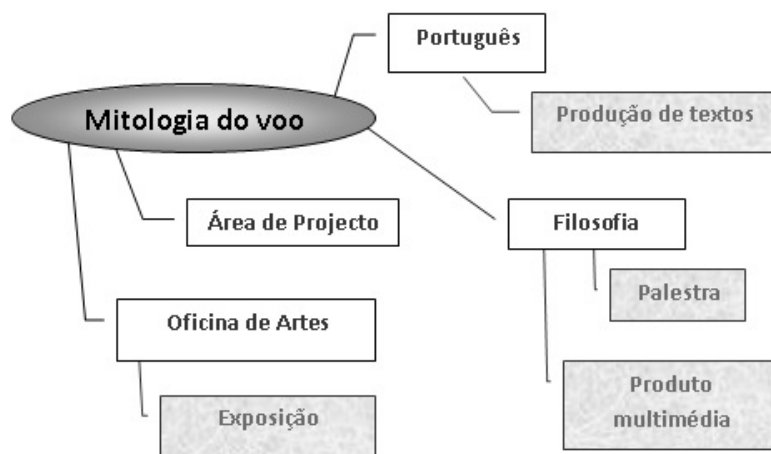 Português
Mitologia do voo
Produção de textos
Área de Projecto
Filosofia
Palestra
Oficina de Artes
Produto
multimédia
Exposição